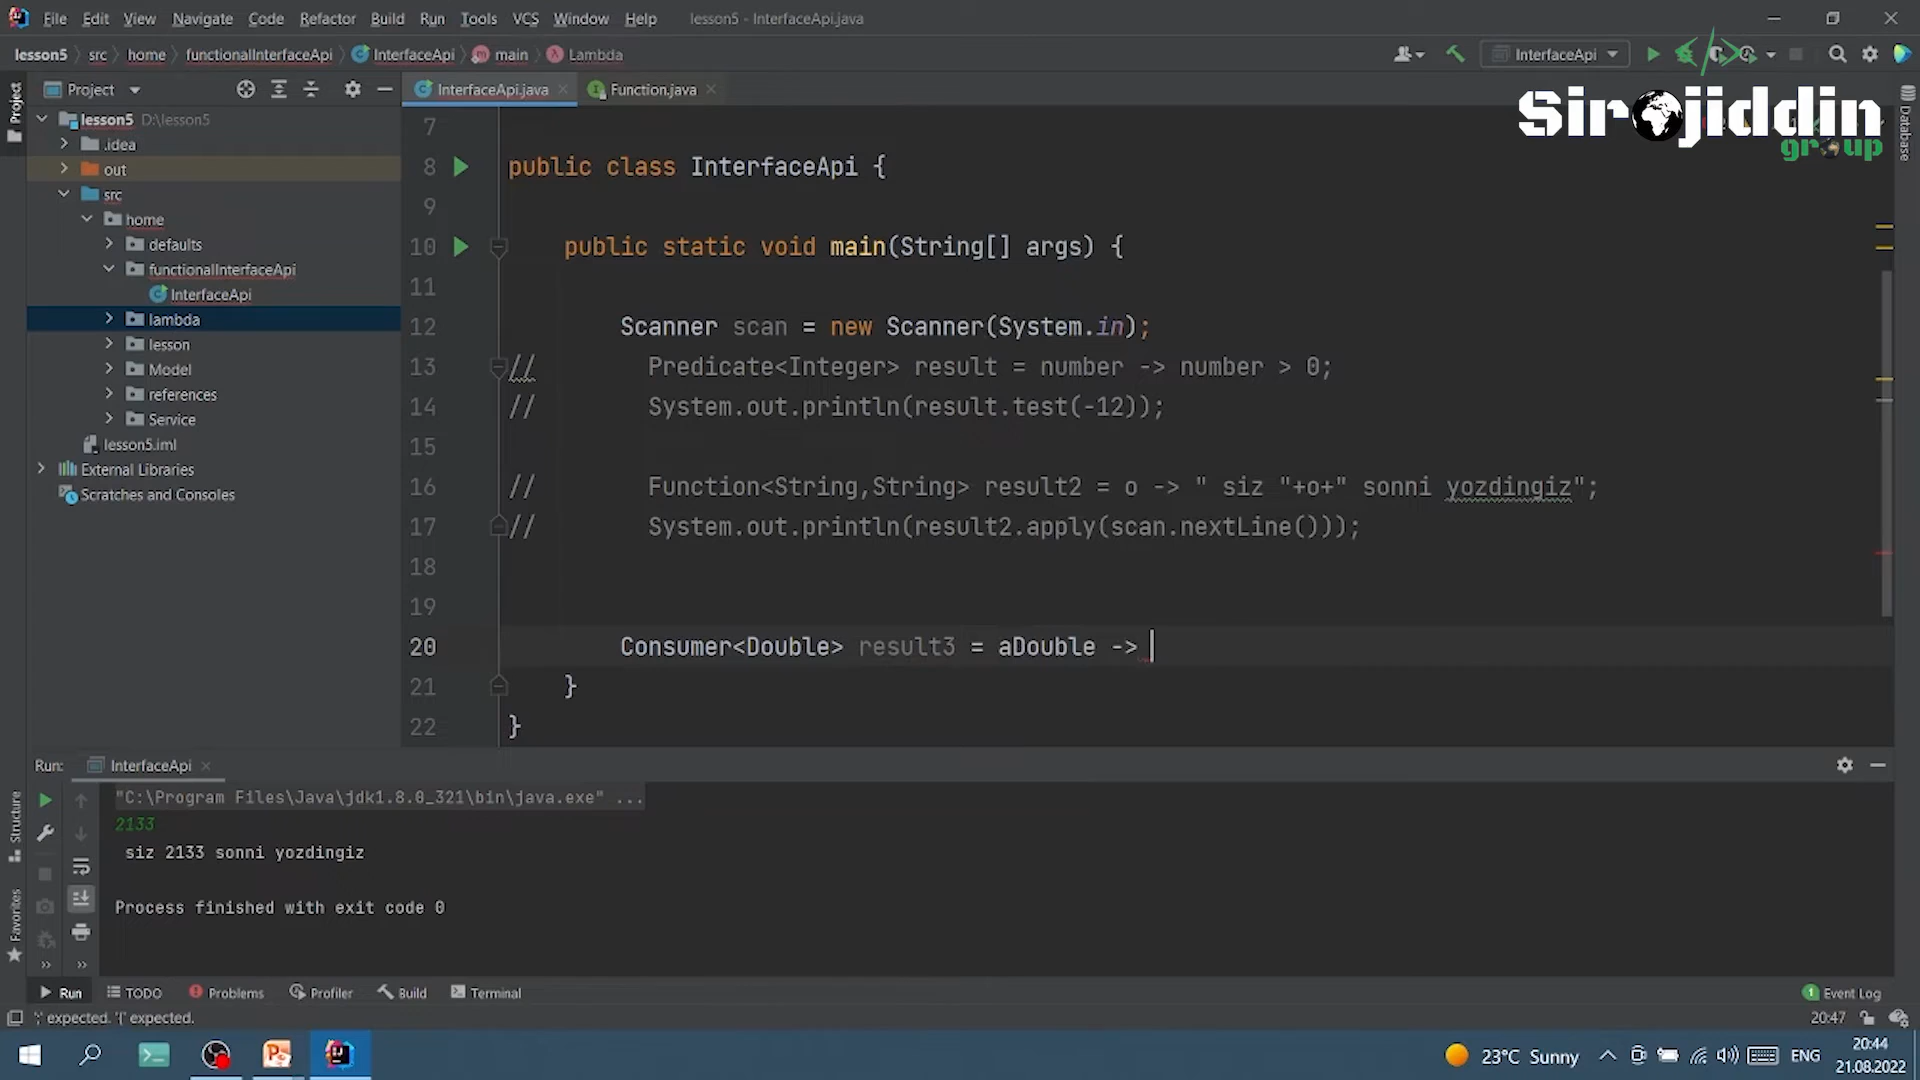 File Edit View Navigate Code Refactor Build Run Tools VCS Window Help lesson5 - InterfaceApi.java
lesson5 src home functionalInterfaceApi InterfaceApi main Lambda InterfaceApi
Project InterfaceApi.java Function.java
Sirojiddin
group
Project
Database
lesson5 D:\lesson5
.idea
out
src
home
defaults
functionalInterfaceApi
InterfaceApi
lambda
lesson
Model
references
Service
lesson5.iml
External Libraries
Scratches and Consoles
7
8 public class InterfaceApi {
9
10 public static void main(String[] args) {
11
12 Scanner scan = new Scanner(System.in);
13 // Predicate<Integer> result = number -> number > 0;
14 // System.out.println(result.test(-12));
15
16 // Function<String,String> result2 = o -> " siz "+o+" sonni yozdingiz";
17 // System.out.println(result2.apply(scan.nextLine()));
18
19
20 Consumer<Double> result3 = aDouble ->
21 }
22 }
Run: InterfaceApi
"C:\Program Files\Java\jdk1.8.0_321\bin\java.exe" ...
2133
siz 2133 sonni yozdingiz
Process finished with exit code 0
Structure
Favorites
Run TODO Problems Profiler Build Terminal 1 Event Log
';' expected. '{' expected. 20:47
23°C Sunny ENG 20:44
21.08.2022